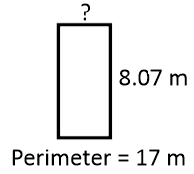 ?
8.07 m
Perimeter = 17 m